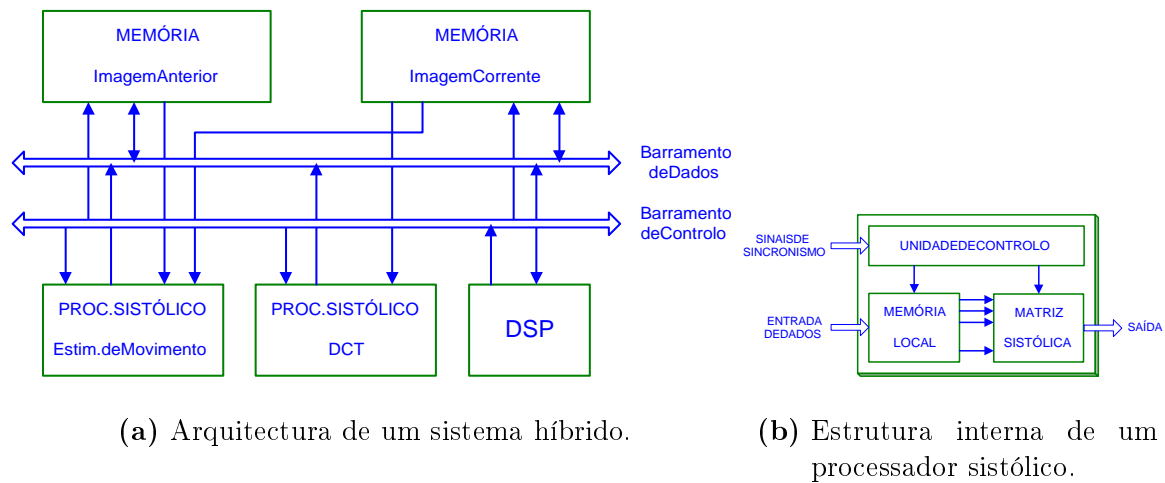 MEMÓRIA
ImagemAnterior
MEMÓRIA
ImagemCorrente
Barramento
deDados
Barramento
deControlo
PROC.SISTÓLICO
Estim.deMovimento
PROC.SISTÓLICO
DCT
DSP
(a) Arquitectura de um sistema híbrido.
SINAISDE
SINCRONISMO
UNIDADEDECONTROLO
ENTRADA
DEDADOS
MEMÓRIA
LOCAL
MATRIZ
SISTÓLICA
SAÍDA
(b) Estrutura interna de um
processador sistólico.